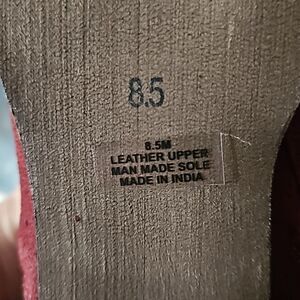 8.5
8.5M
LEATHER UPPER
MAN MADE SOLE
MADE IN INDIA